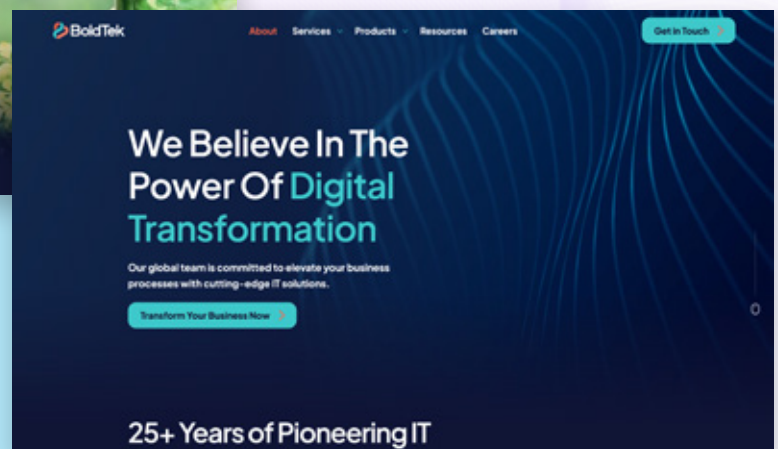 BoldTek
About Services Products Resources Careers
Get in Touch
We Believe In The
Power Of Digital
Transformation
Our global team is committed to elevate your business
processes with cutting-edge IT solutions.
Transform Your Business Now
25+ Years of Pioneering IT